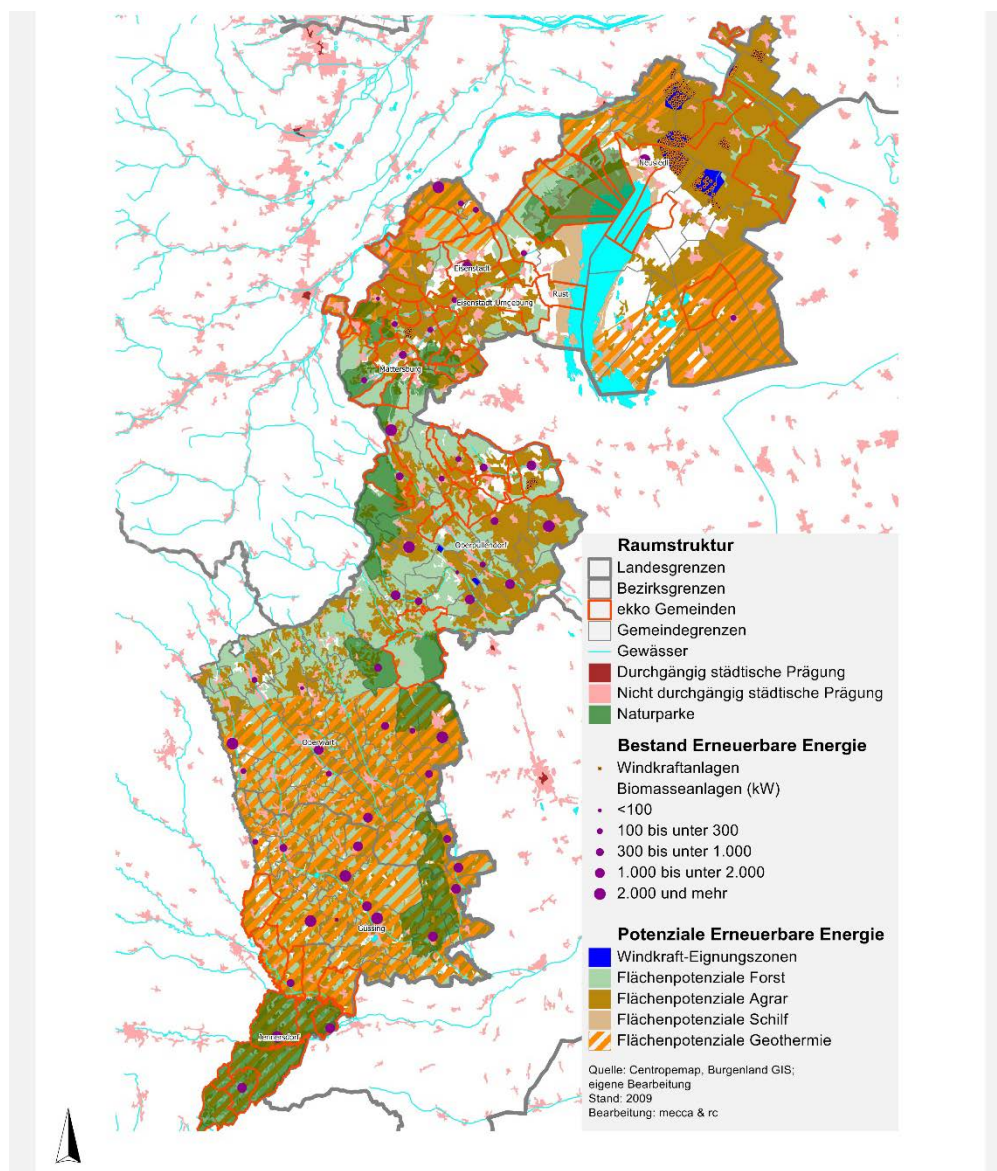 Neusiedl
Eisenstadt
Eisenstadt Umgebung
Rust
Mattersburg
Oberpullendorf
Oberwart
Güssing
Jennersdorf
Raumstruktur
Landesgrenzen
Bezirksgrenzen
ekko Gemeinden
Gemeindegrenzen
Gewässer
Durchgängig städtische Prägung
Nicht durchgängig städtische Prägung
Naturparke
Bestand Erneuerbare Energie
Windkraftanlagen
Biomasseanlagen (kW)
<100
100 bis unter 300
300 bis unter 1.000
1.000 bis unter 2.000
2.000 und mehr
Potenziale Erneuerbare Energie
Windkraft-Eignungszonen
Flächenpotenziale Forst
Flächenpotenziale Agrar
Flächenpotenziale Schilf
Flächenpotenziale Geothermie
Quelle: Centropemap, Burgenland GIS;
eigene Bearbeitung
Stand: 2009
Bearbeitung: mecca & rc